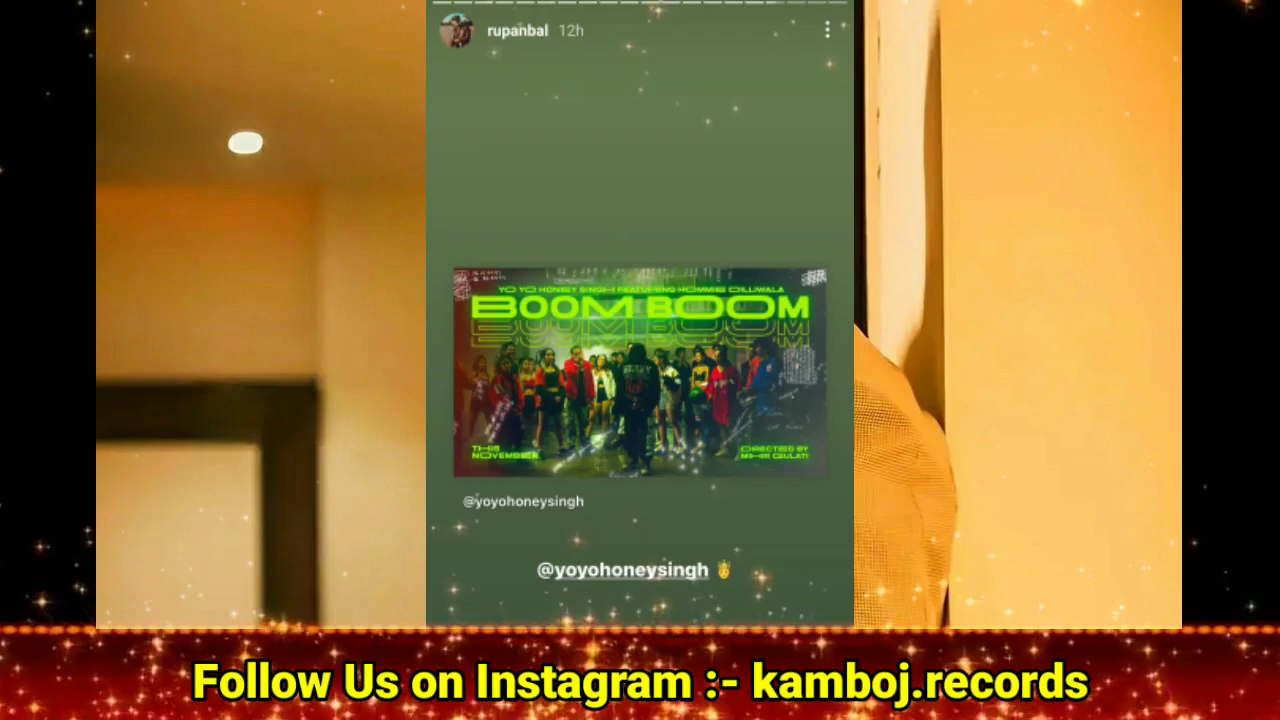 rupanbal 12h
YO YO HONEY SINGH FEATURING HOMMIE DILLIWALA
BOOM BOOM
THIS
NOVEMBER
DIRECTED BY
MIHIR GULATI
@yoyohoneysingh
@yoyohoneysingh
Follow Us on Instagram :- kamboj.records